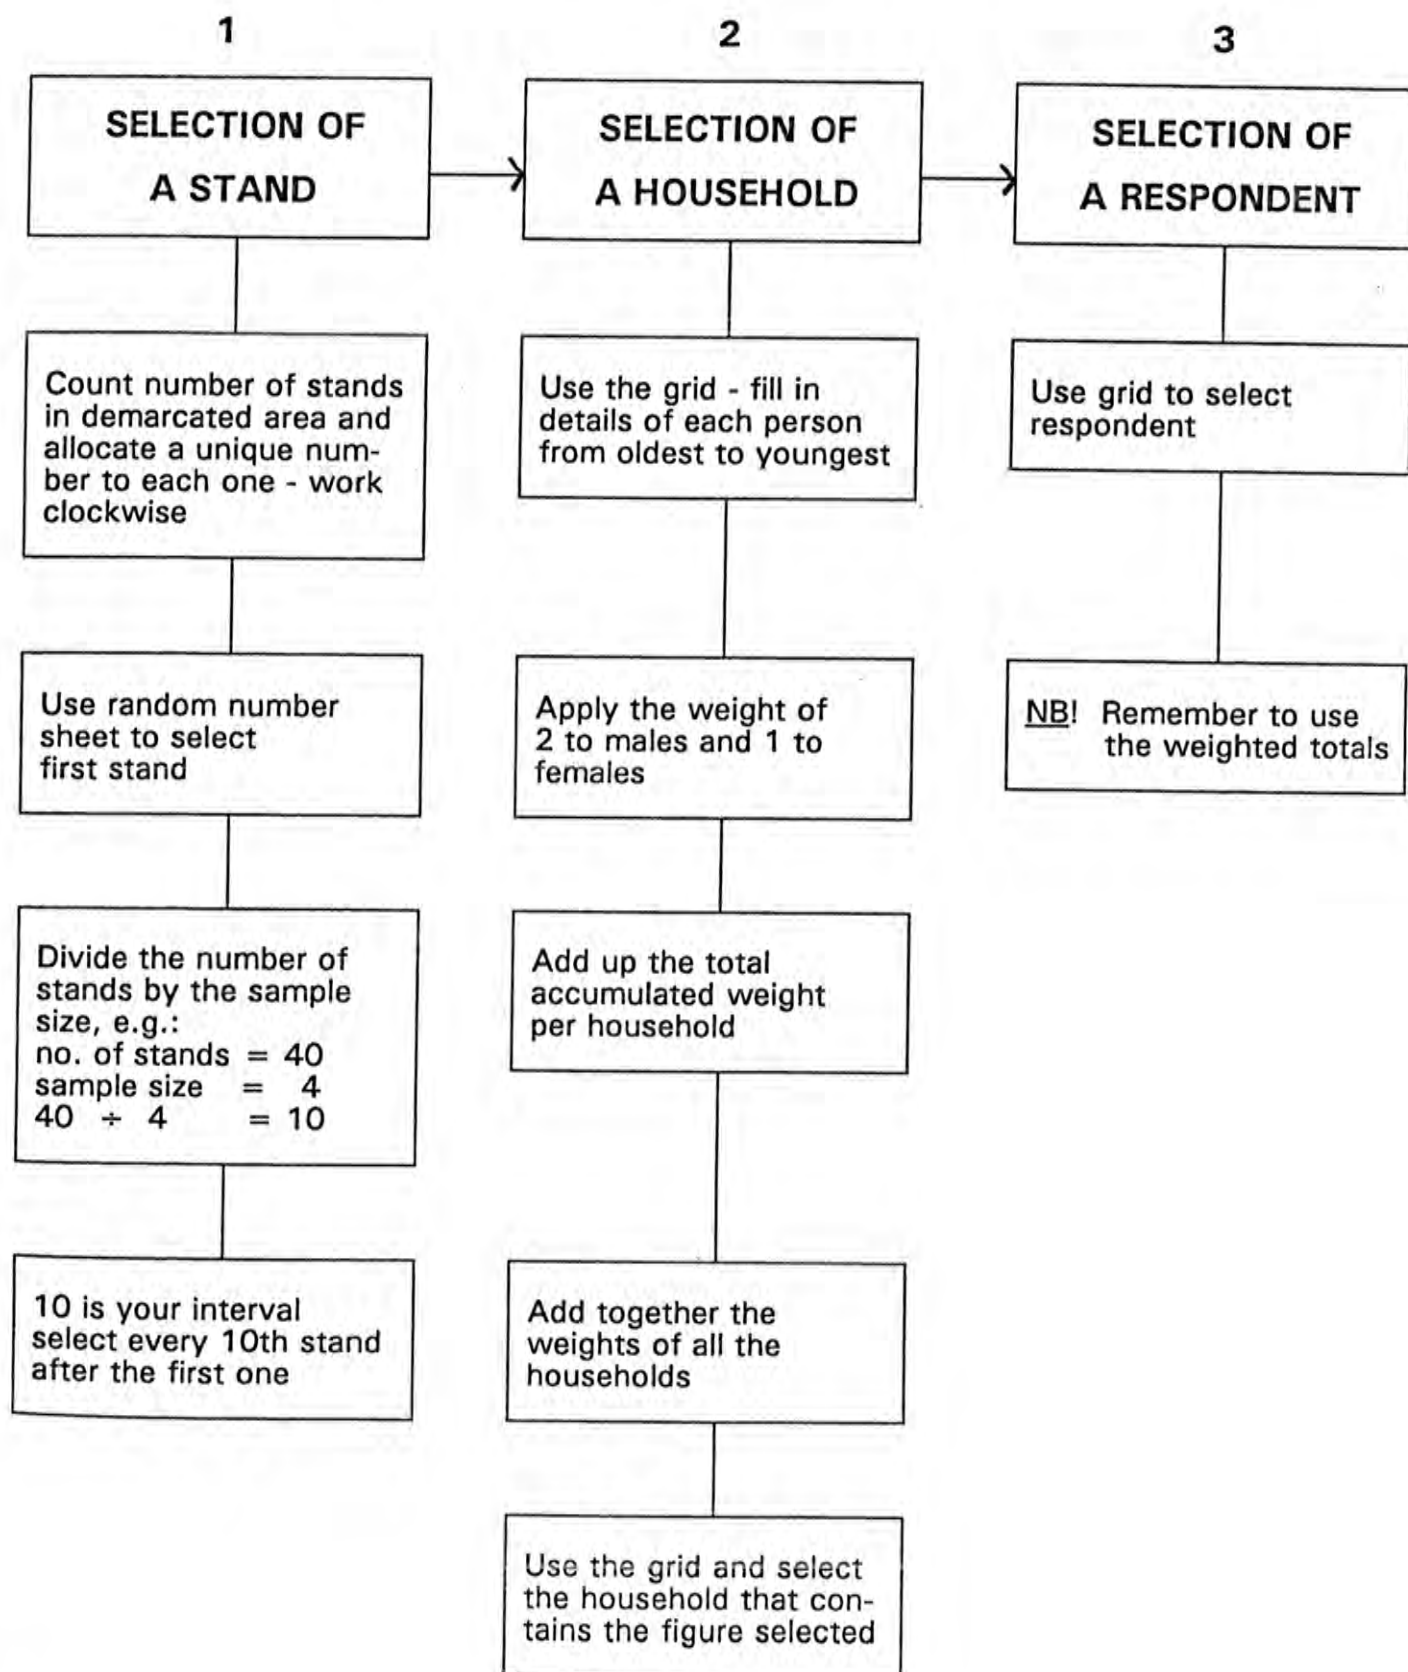 1
SELECTION OF
A STAND
Count number of stands
in demarcated area and
allocate a unique num-
ber to each one - work
clockwise
Use random number
sheet to select
first stand
Divide the number of
stands by the sample
size, e.g.:
no. of stands = 40
sample size = 4
40 ÷ 4 = 10
10 is your interval
select every 10th stand
after the first one
2
SELECTION OF
A HOUSEHOLD
Use the grid - fill in
details of each person
from oldest to youngest
Apply the weight of
2 to males and 1 to
females
Add up the total
accumulated weight
per household
Add together the
weights of all the
households
Use the grid and select
the household that con-
tains the figure selected
3
SELECTION OF
A RESPONDENT
Use grid to select
respondent
NB! Remember to use
the weighted totals